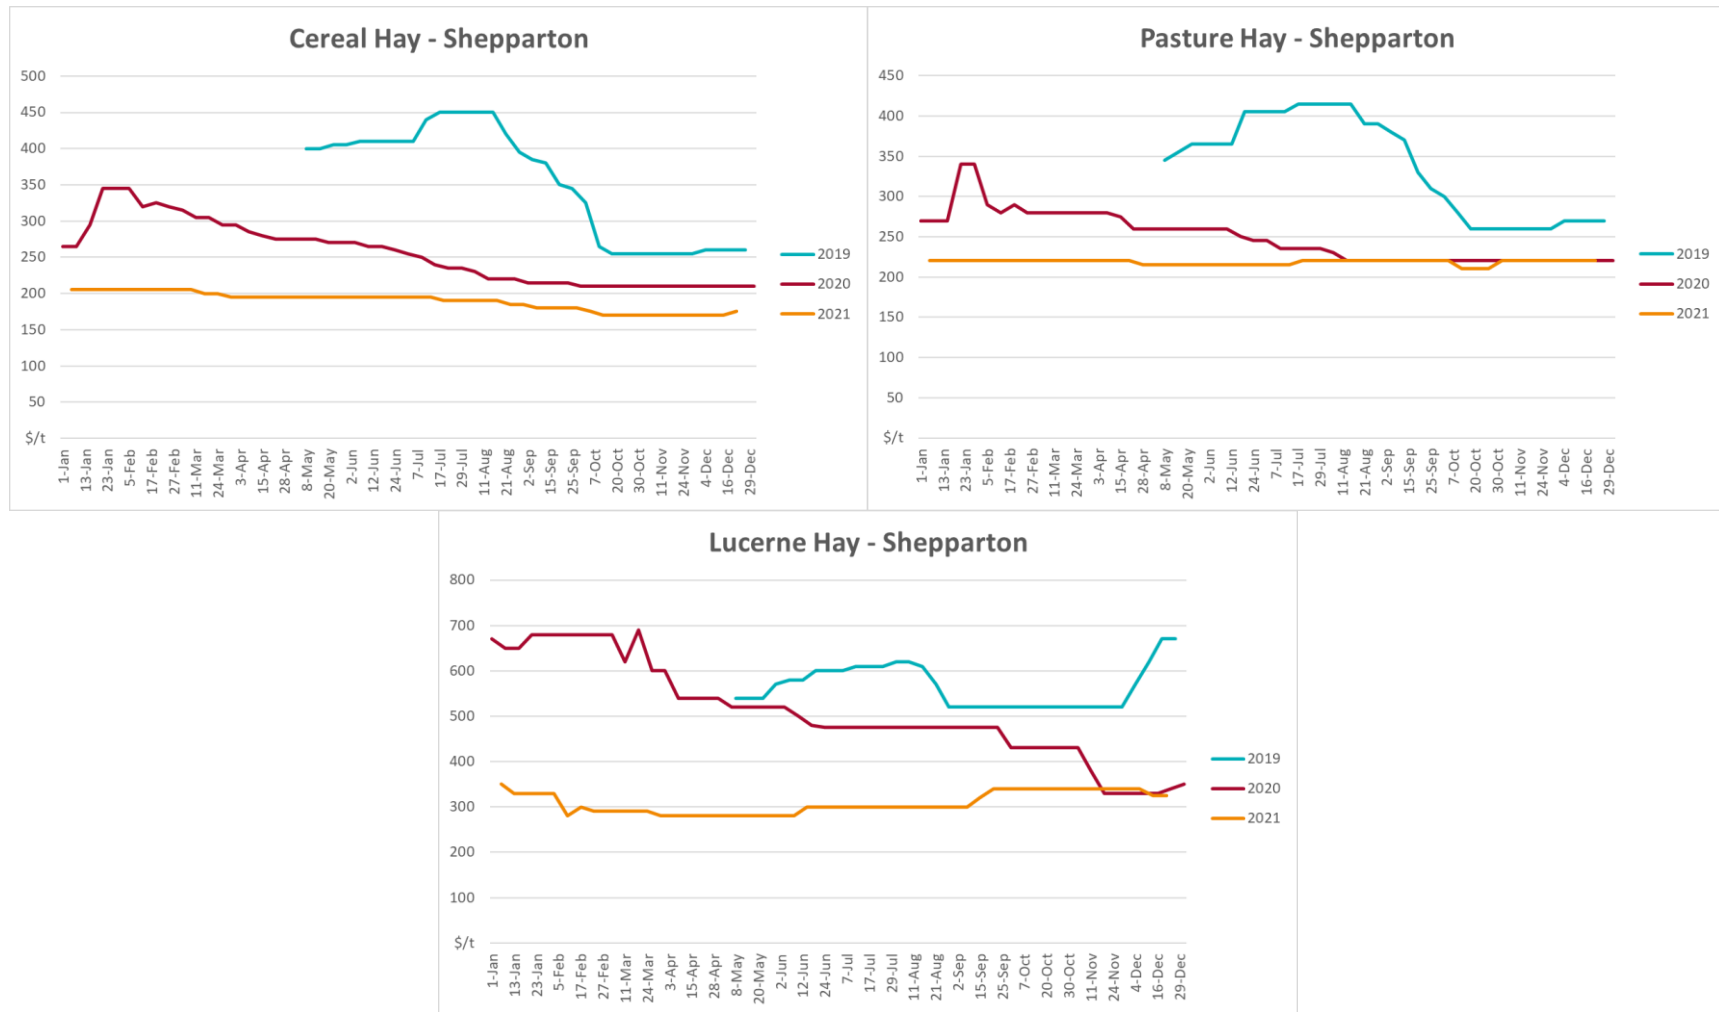 Cereal Hay - Shepparton
500
450
400
350
300
250
200
150
100
50
$/t
1-Jan
13-Jan
23-Jan
5-Feb
17-Feb
27-Feb
11-Mar
24-Mar
3-Apr
15-Apr
28-Apr
8-May
20-May
2-Jun
12-Jun
24-Jun
7-Jul
17-Jul
29-Jul
11-Aug
21-Aug
2-Sep
15-Sep
25-Sep
7-Oct
20-Oct
30-Oct
11-Nov
24-Nov
4-Dec
16-Dec
29-Dec
2019
2020
2021
Pasture Hay - Shepparton
450
400
350
300
250
200
150
100
50
$/t
1-Jan
13-Jan
23-Jan
5-Feb
17-Feb
27-Feb
11-Mar
24-Mar
3-Apr
15-Apr
28-Apr
8-May
20-May
2-Jun
12-Jun
24-Jun
7-Jul
17-Jul
29-Jul
11-Aug
21-Aug
2-Sep
15-Sep
25-Sep
7-Oct
20-Oct
30-Oct
11-Nov
24-Nov
4-Dec
16-Dec
29-Dec
2019
2020
2021
Lucerne Hay - Shepparton
800
700
600
500
400
300
200
100
$/t
1-Jan
13-Jan
23-Jan
5-Feb
17-Feb
27-Feb
11-Mar
24-Mar
3-Apr
15-Apr
28-Apr
8-May
20-May
2-Jun
12-Jun
24-Jun
7-Jul
17-Jul
29-Jul
11-Aug
21-Aug
2-Sep
15-Sep
25-Sep
7-Oct
20-Oct
30-Oct
11-Nov
24-Nov
4-Dec
16-Dec
29-Dec
2019
2020
2021